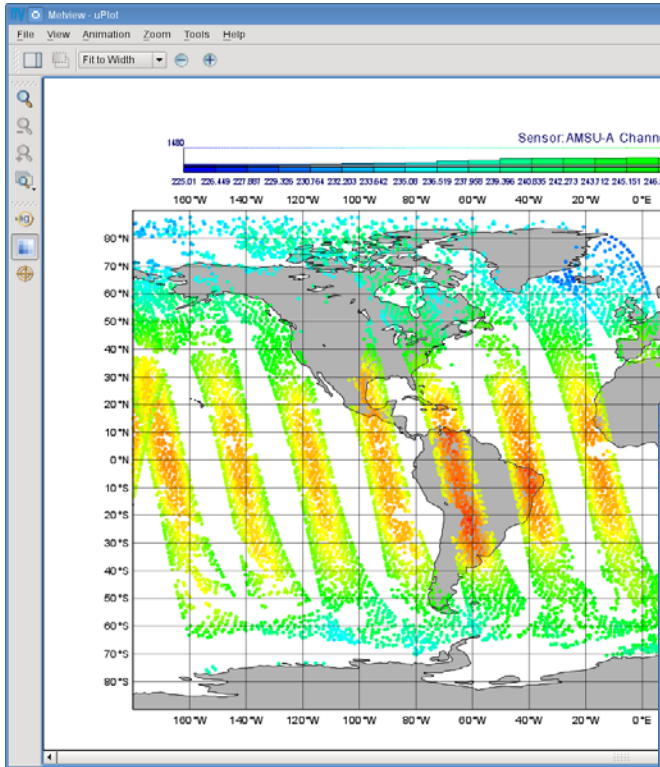 Metview - uPlot
File View Animation Zoom Tools Help
Fit to Width
Sensor: AMSU-A Chann
1480
225.01 226.449 227.887 229.326 230.764 232.203 233.642 235.08 236.519 237.958 239.396 240.835 242.273 243.712 245.151 246.
160°W 140°W 120°W 100°W 80°W 60°W 40°W 20°W 0°E
80°N
70°N
60°N
50°N
40°N
30°N
20°N
10°N
0°N
10°S
20°S
30°S
40°S
50°S
60°S
70°S
80°S
160°W 140°W 120°W 100°W 80°W 60°W 40°W 20°W 0°E